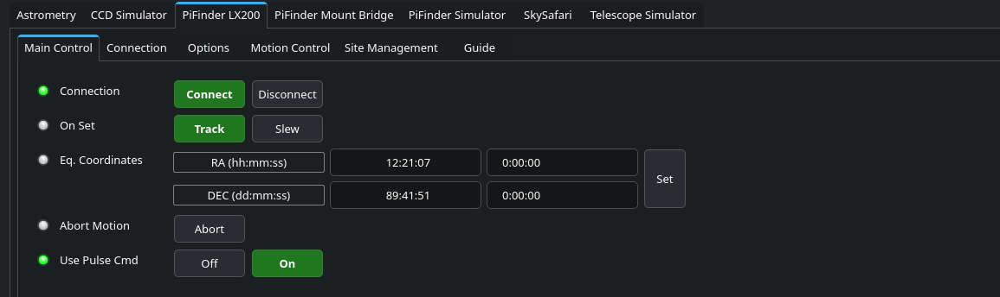 Astrometry CCD Simulator PiFinder LX200 PiFinder Mount Bridge PiFinder Simulator SkySafari Telescope Simulator
Main Control Connection Options Motion Control Site Management Guide
Connection Connect Disconnect
On Set Track Slew
Eq. Coordinates RA (hh:mm:ss) 12:21:07 0:00:00
Set
DEC (dd:mm:ss) 89:41:51 0:00:00
Abort Motion Abort
Use Pulse Cmd Off On